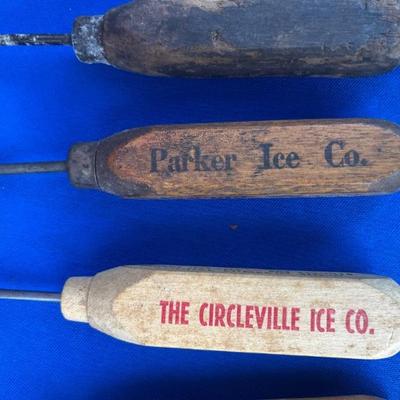 Parker Ice Co.
THE CIRCLEVILLE ICE CO.